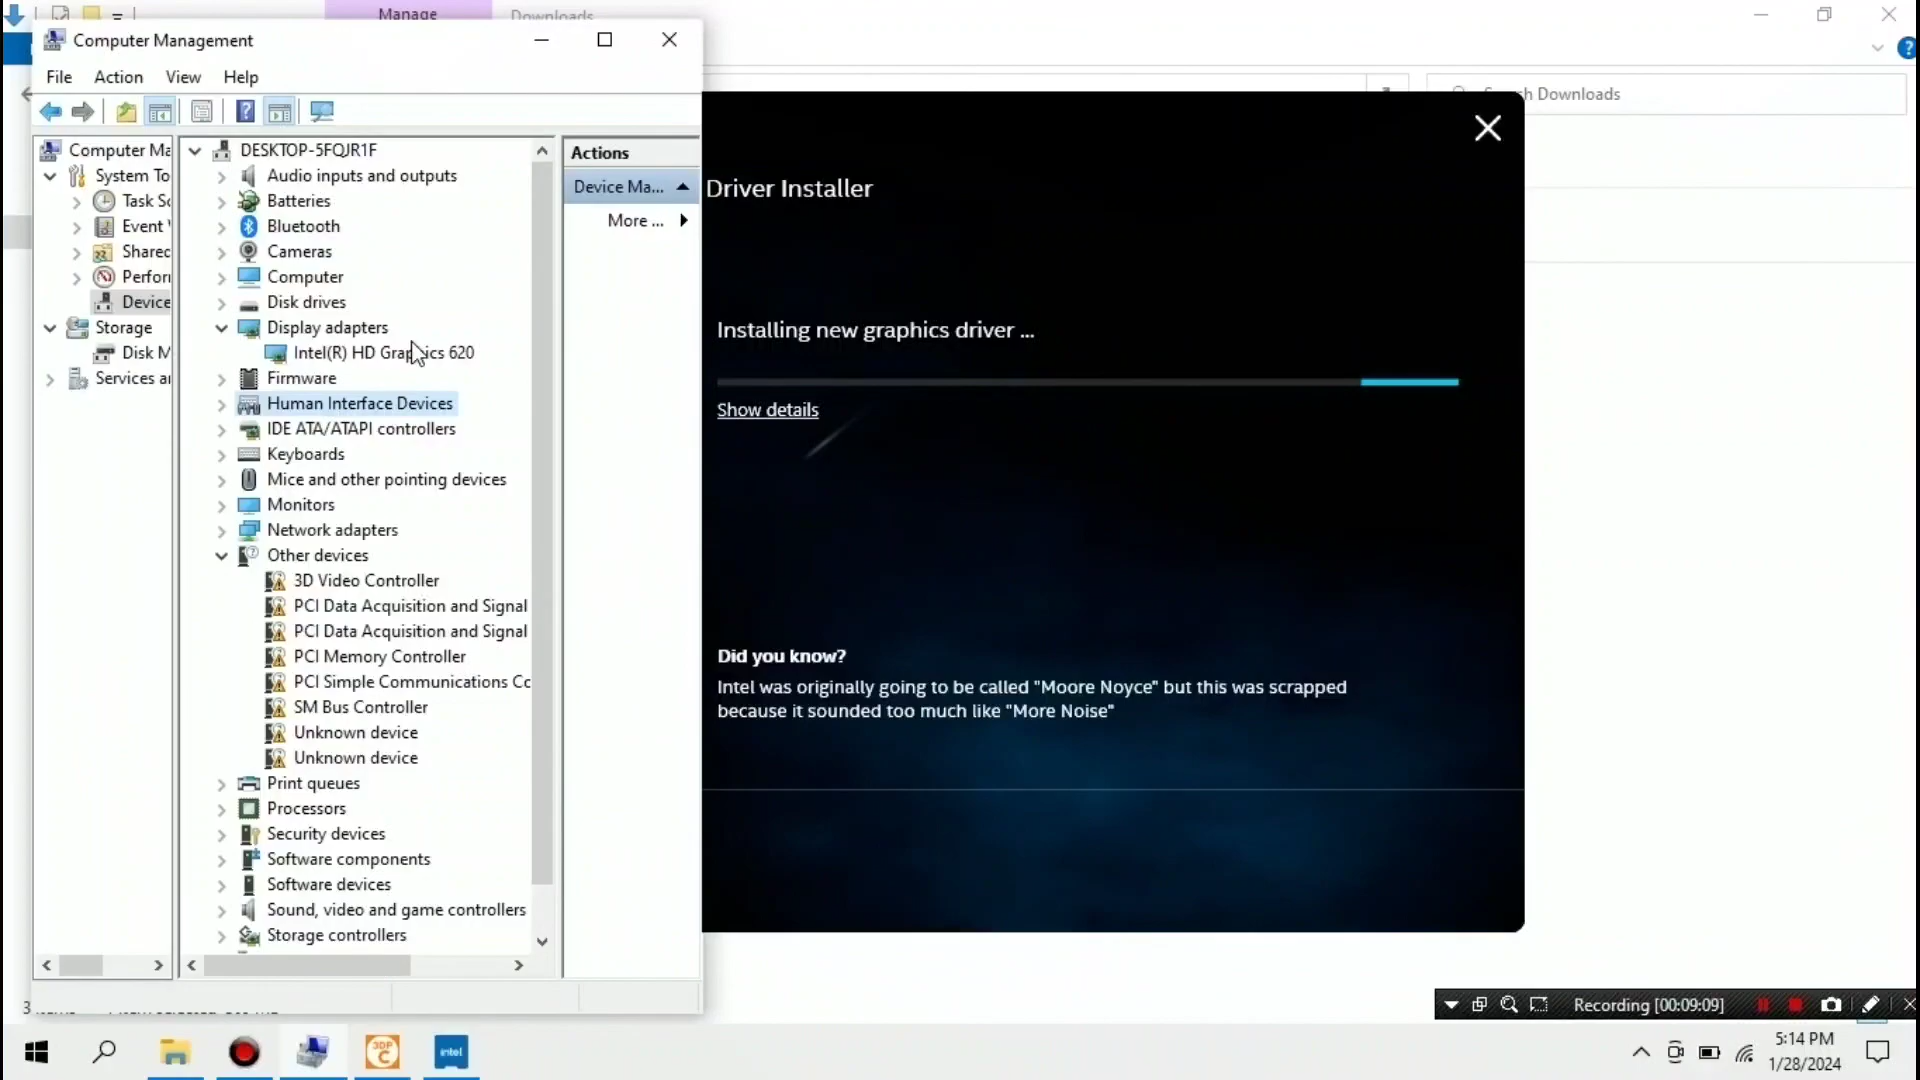 Manage
Downloads
Computer Management
File Action View Help
Computer Ma
System To
Task Sc
Event
Shared
Perfor
Device
Storage
Disk M
Services a
DESKTOP-5FQJR1F
Audio inputs and outputs
Batteries
Bluetooth
Cameras
Computer
Disk drives
Display adapters
Intel(R) HD Graphics 620
Firmware
Human Interface Devices
IDE ATA/ATAPI controllers
Keyboards
Mice and other pointing devices
Monitors
Network adapters
Other devices
3D Video Controller
PCI Data Acquisition and Signal
PCI Data Acquisition and Signal
PCI Memory Controller
PCI Simple Communications Co
SM Bus Controller
Unknown device
Unknown device
Print queues
Processors
Security devices
Software components
Software devices
Sound, video and game controllers
Storage controllers
Actions
Device Ma...
More ...
Downloads
Driver Installer
Installing new graphics driver ...
Show details
Did you know?
Intel was originally going to be called "Moore Noyce" but this was scrapped
because it sounded too much like "More Noise"
Recording [00:09:09]
3DP
C
intel
5:14 PM
1/28/2024